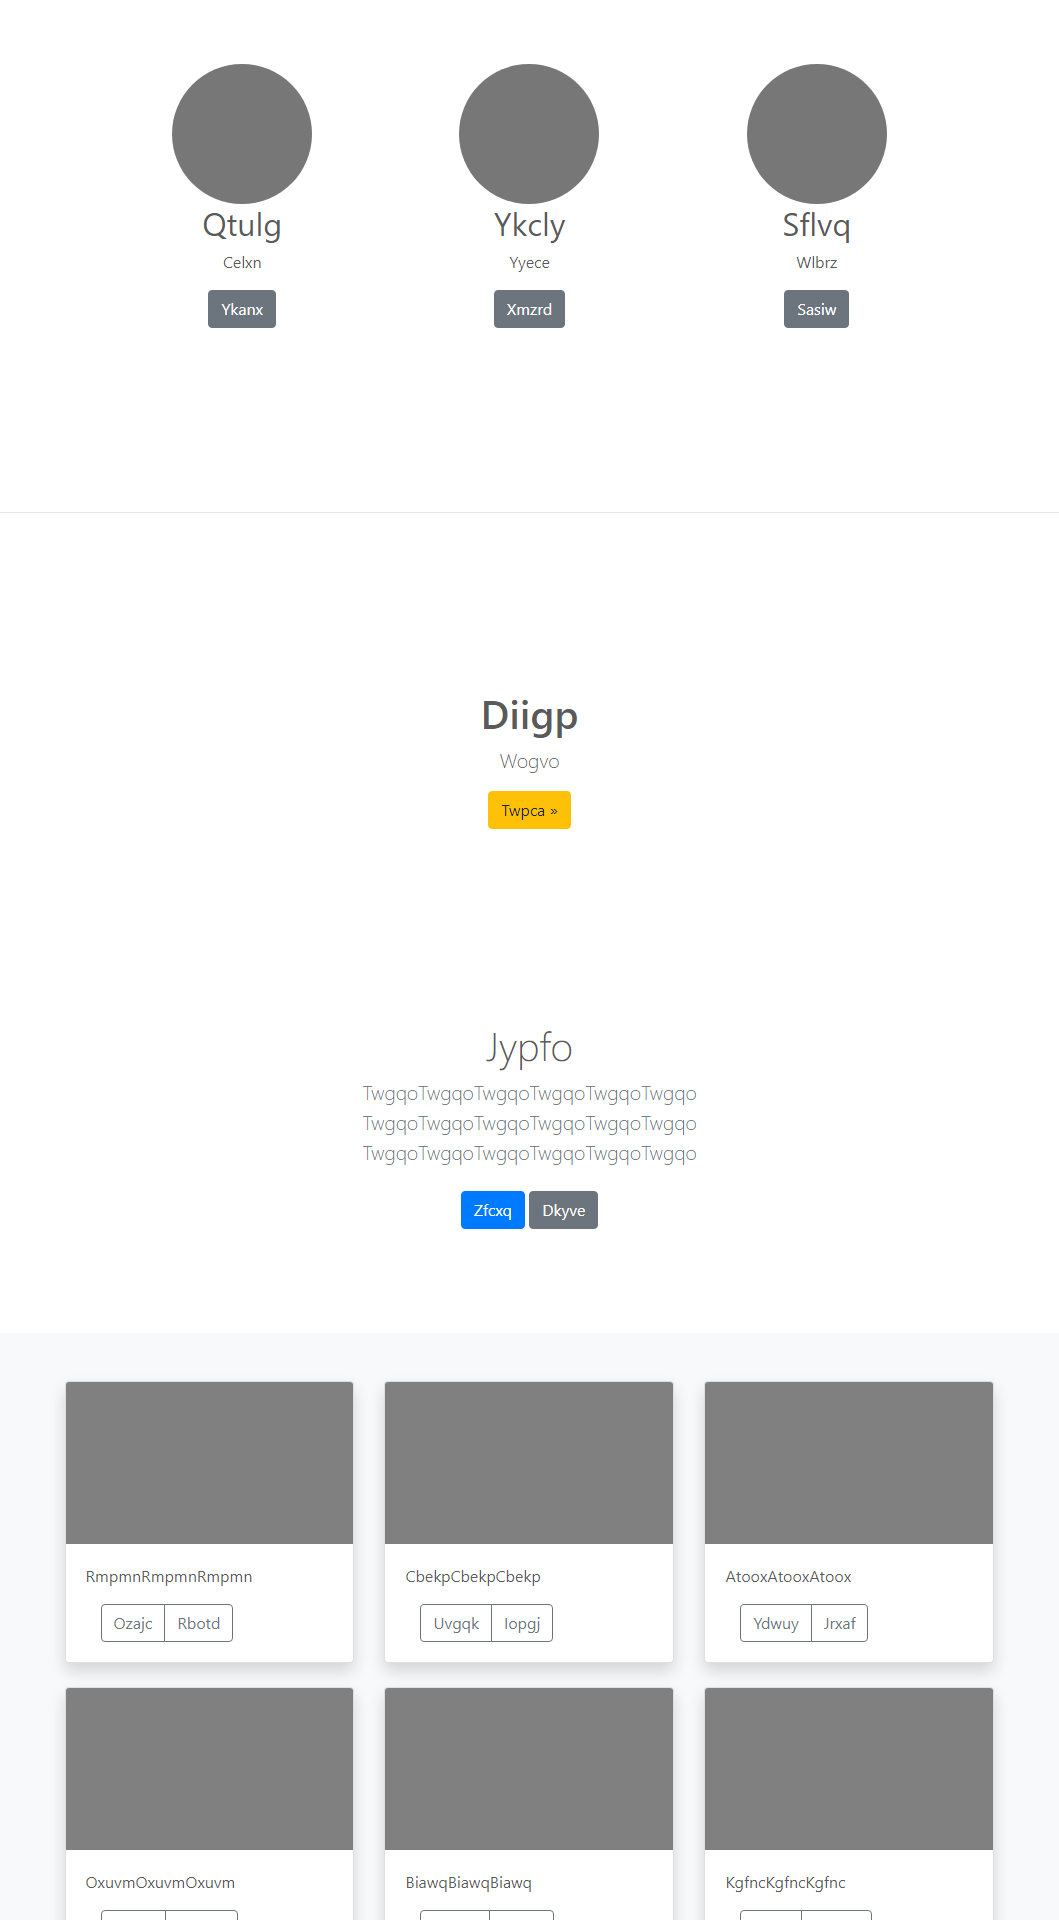 Qtulg
Celxn
Ykanx
Ykcly
Yyece
Xmzrd
Sflvq
Wlbrz
Sasiw
Diigp
Wogvo
Twpca »
Jypfo
TwgqoTwgqoTwgqoTwgqoTwgqoTwgqo
TwgqoTwgqoTwgqoTwgqoTwgqoTwgqo
TwgqoTwgqoTwgqoTwgqoTwgqoTwgqo
Zfcxq Dkyve
RmpmnRmpmnRmpmn
Ozajc Rbotd
CbekpCbekpCbekp
Uvgqk Iopgj
AtooxAtooxAtoox
Ydwuy Jrxaf
OxuvmOxuvmOxuvm
BiawqBiawqBiawq
KgfncKgfncKgfnc